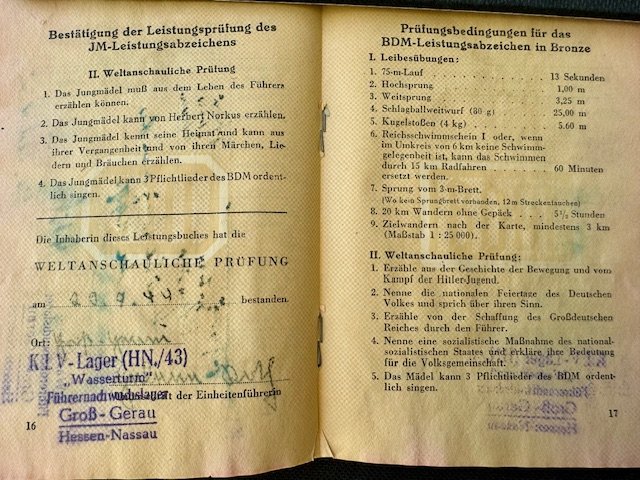 Bestätigung der Leistungsprüfung des
JM-Leistungsabzeichens
II. Weltanschauliche Prüfung
1. Das Jungmädel muß aus dem Leben des Führers
erzählen können.
2. Das Jungmädel kann von Herbert Norkus erzählen.
3. Das Jungmädel kennt seine Heimat und kann aus
ihrer Vergangenheit und von ihren Märchen, Lie-
dern und Bräuchen erzählen.
4. Das Jungmädel kann 3 Pflichtlieder des BDM ordent-
lich singen.
Die Inhaberin dieses Leistungsbuches hat die
WELTANSCHAULICHE PRÜFUNG
am bestanden.
Ort:
KLV-Lager (HN./43)
„Wasserturm"
Führernachwuchslager
der Einheitenführerin
Groß-Gerau
Hessen-Nassau
16
Prüfungsbedingungen für das
BDM-Leistungsabzeichen in Bronze
I. Leibesübungen:
1. 75-m-Lauf . . . . . . . . . 13 Sekunden
2. Hochsprung . . . . . . . . . 1,00 m
3. Weitsprung . . . . . . . . . 3,25 m
4. Schlagballweitwurf (80 g) . . . . 25,00 m
5. Kugelstoßen (4 kg) . . . . . . . 5.60 m
6. Reichsschwimmschein I oder, wenn
im Umkreis von 6 km keine Schwimm-
gelegenheit ist, kann das Schwimmen
durch 15 km Radfahren . . . . . 60 Minuten
ersetzt werden.
7. Sprung vom 3-m-Brett.
(Wo kein Sprungbrett vorhanden, 12 m Streckentauchen)
8. 20 km Wandern ohne Gepäck . . . 5½ Stunden
9. Zielwandern nach der Karte, mindestens 3 km
(Maßstab 1 : 25 000).
II. Weltanschauliche Prüfung:
1. Erzähle aus der Geschichte der Bewegung und vom
Kampf der Hitler-Jugend.
2. Nenne die nationalen Feiertage des Deutschen
Volkes und sprich über ihren Sinn.
3. Erzähle von der Schaffung des Großdeutschen
Reiches durch den Führer.
4. Nenne eine sozialistische Maßnahme des national-
sozialistischen Staates und erkläre ihre Bedeutung
für die Volksgemeinschaft.
5. Das Mädel kann 3 Pflichtlieder des BDM ordent-
lich singen.
17